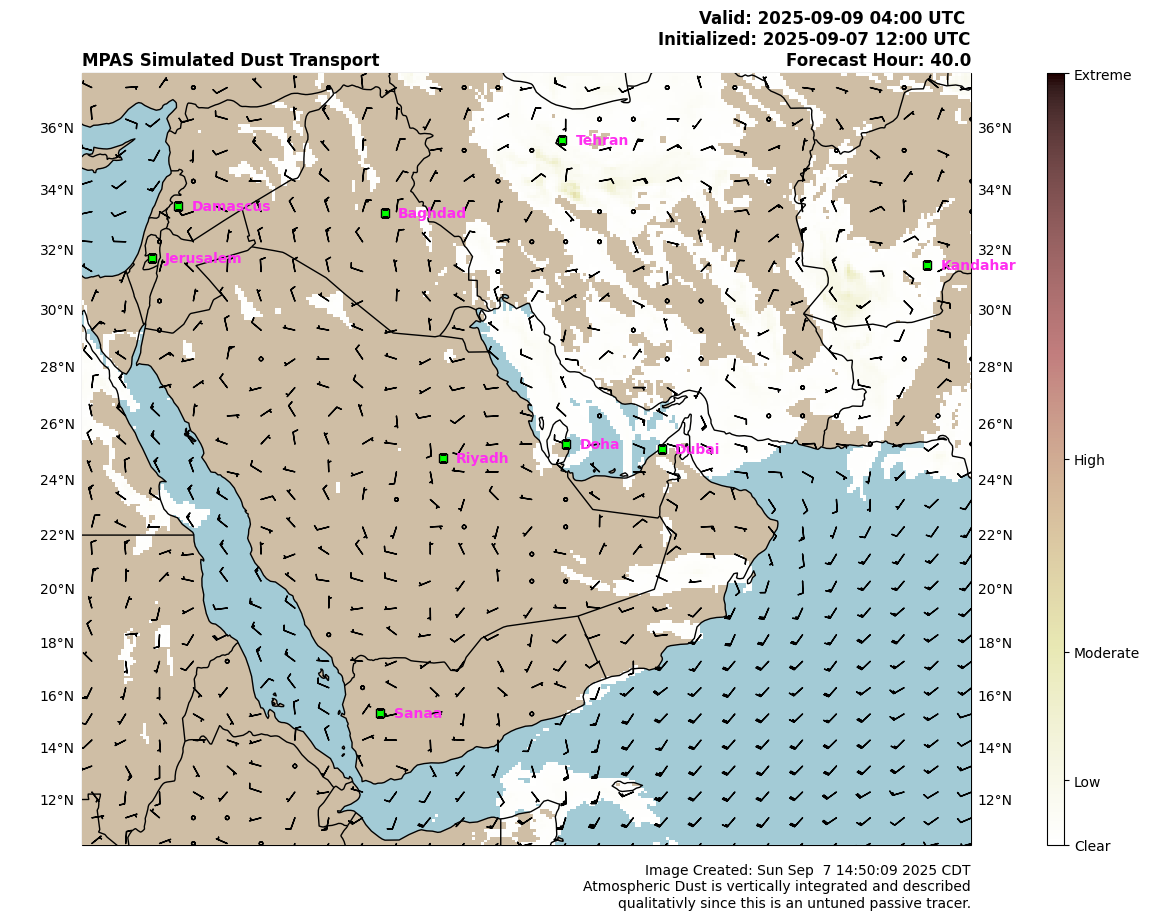 Valid: 2025-09-09 04:00 UTC
Initialized: 2025-09-07 12:00 UTC
MPAS Simulated Dust Transport
Forecast Hour: 40.0
Extreme
High
Moderate
Low
Clear
36°N
34°N
32°N
30°N
28°N
26°N
24°N
22°N
20°N
18°N
16°N
14°N
12°N
36°N
34°N
32°N
30°N
28°N
26°N
24°N
22°N
20°N
18°N
16°N
14°N
12°N
Tehran
Damascus
Baghdad
Jerusalem
Kandahar
Doha
Dubai
Riyadh
Sanaa
Image Created: Sun Sep  7 14:50:09 2025 CDT
Atmospheric Dust is vertically integrated and described
qualitativly since this is an untuned passive tracer.